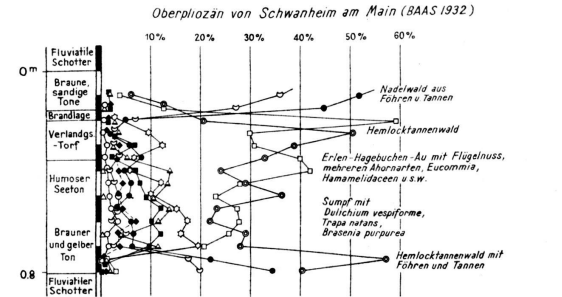 Oberpliozän von Schwanheim am Main (BAAS 1932)
Fluviatile
Schotter
10% 20% 30% 40% 50% 60%
0m
Braune,
sandige
Tone
Nadelwald aus
Föhren u. Tannen
Brandlage
Verlandgs.
-Torf
Hemlocktannenwald
Erlen-Hagebuchen-Au mit Flügelnuss,
mehreren Ahornarten, Eucommia,
Hamamelidaceen u.s.w.
Humoser
Seeton
Sumpf mit
Dulichium vespiforme,
Trapa natans,
Brasenia purpurea
Brauner
und gelber
Ton
Hemlocktannenwald mit
Föhren und Tannen
0.8
Fluviatiler
Schotter